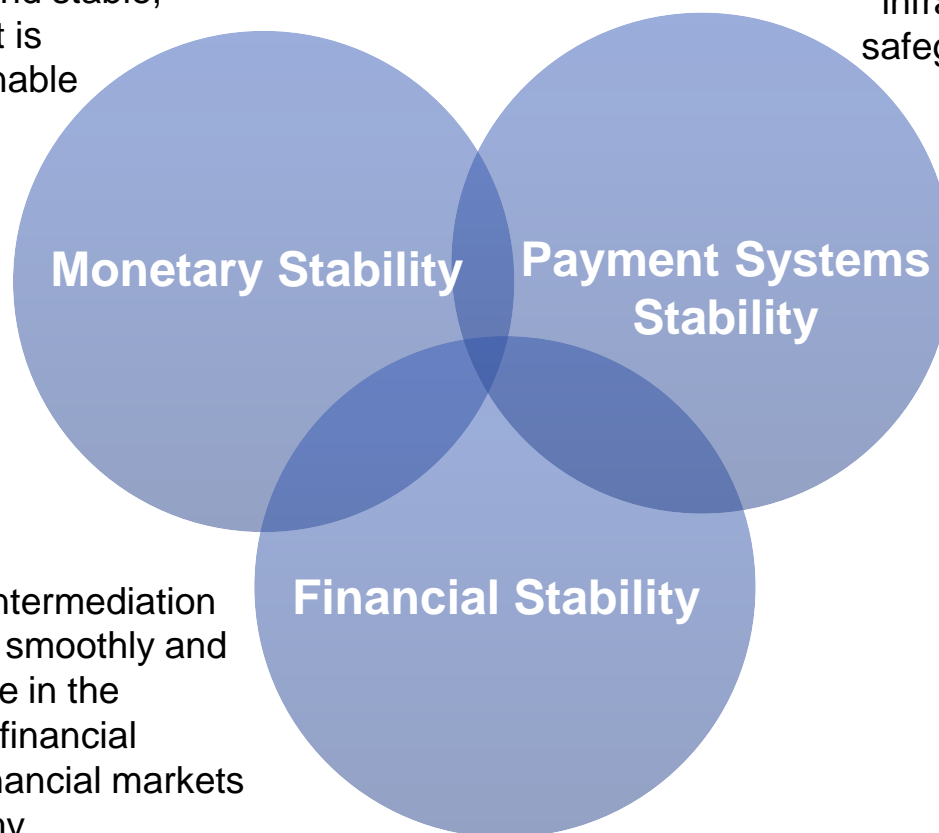 nd stable,
t is
nable
infra
safeg
Monetary Stability
Payment Systems
Stability
Financial Stability
ntermediation
smoothly and
e in the
financial
nancial markets